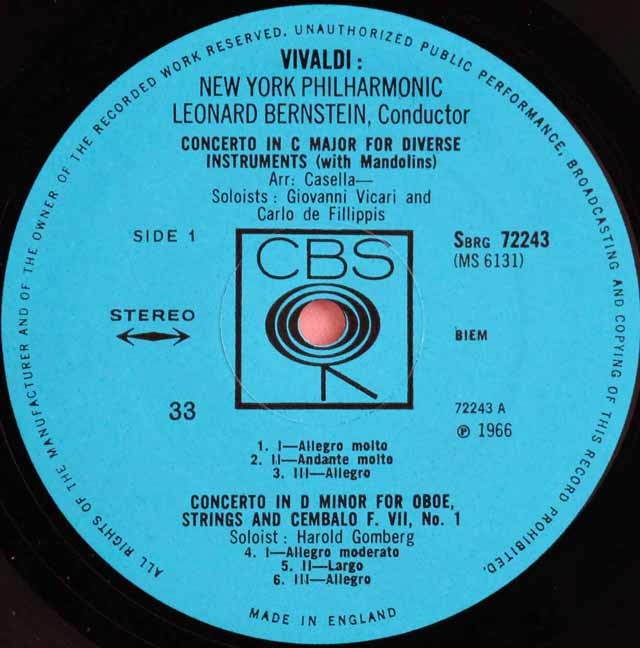 ALL RIGHTS OF THE MANUFACTURER AND OF THE OWNER OF THE RECORDED WORK RESERVED. UNAUTHORIZED PUBLIC PERFORMANCE, BROADCASTING AND COPYING OF THIS RECORD PROHIBITED.
VIVALDI :
NEW YORK PHILHARMONIC
LEONARD BERNSTEIN, Conductor
CONCERTO IN C MAJOR FOR DIVERSE
INSTRUMENTS (with Mandolins)
Arr: Casella—
Soloists : Giovanni Vicari and
Carlo de Fillippis
SIDE 1
CBS
SBRG 72243
(MS 6131)
STEREO
BIEM
33
72243 A
℗ 1966
1. I—Allegro molto
2. II—Andante molto
3. III—Allegro
CONCERTO IN D MINOR FOR OBOE,
STRINGS AND CEMBALO F. VII, No. 1
Soloist : Harold Gomberg
4. I—Allegro moderato
5. II—Largo
6. III—Allegro
MADE IN ENGLAND